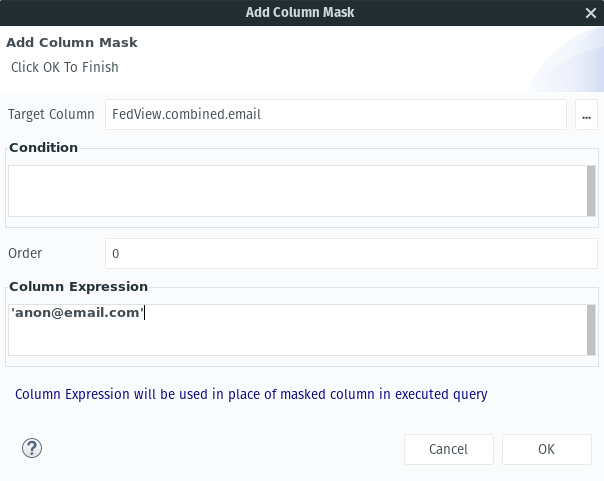 Add Column Mask
Add Column Mask
Click OK To Finish
Target Column FedView.combined.email ...
Condition
Order 0
Column Expression
'anon@email.com'
Column Expression will be used in place of masked column in executed query
? Cancel OK